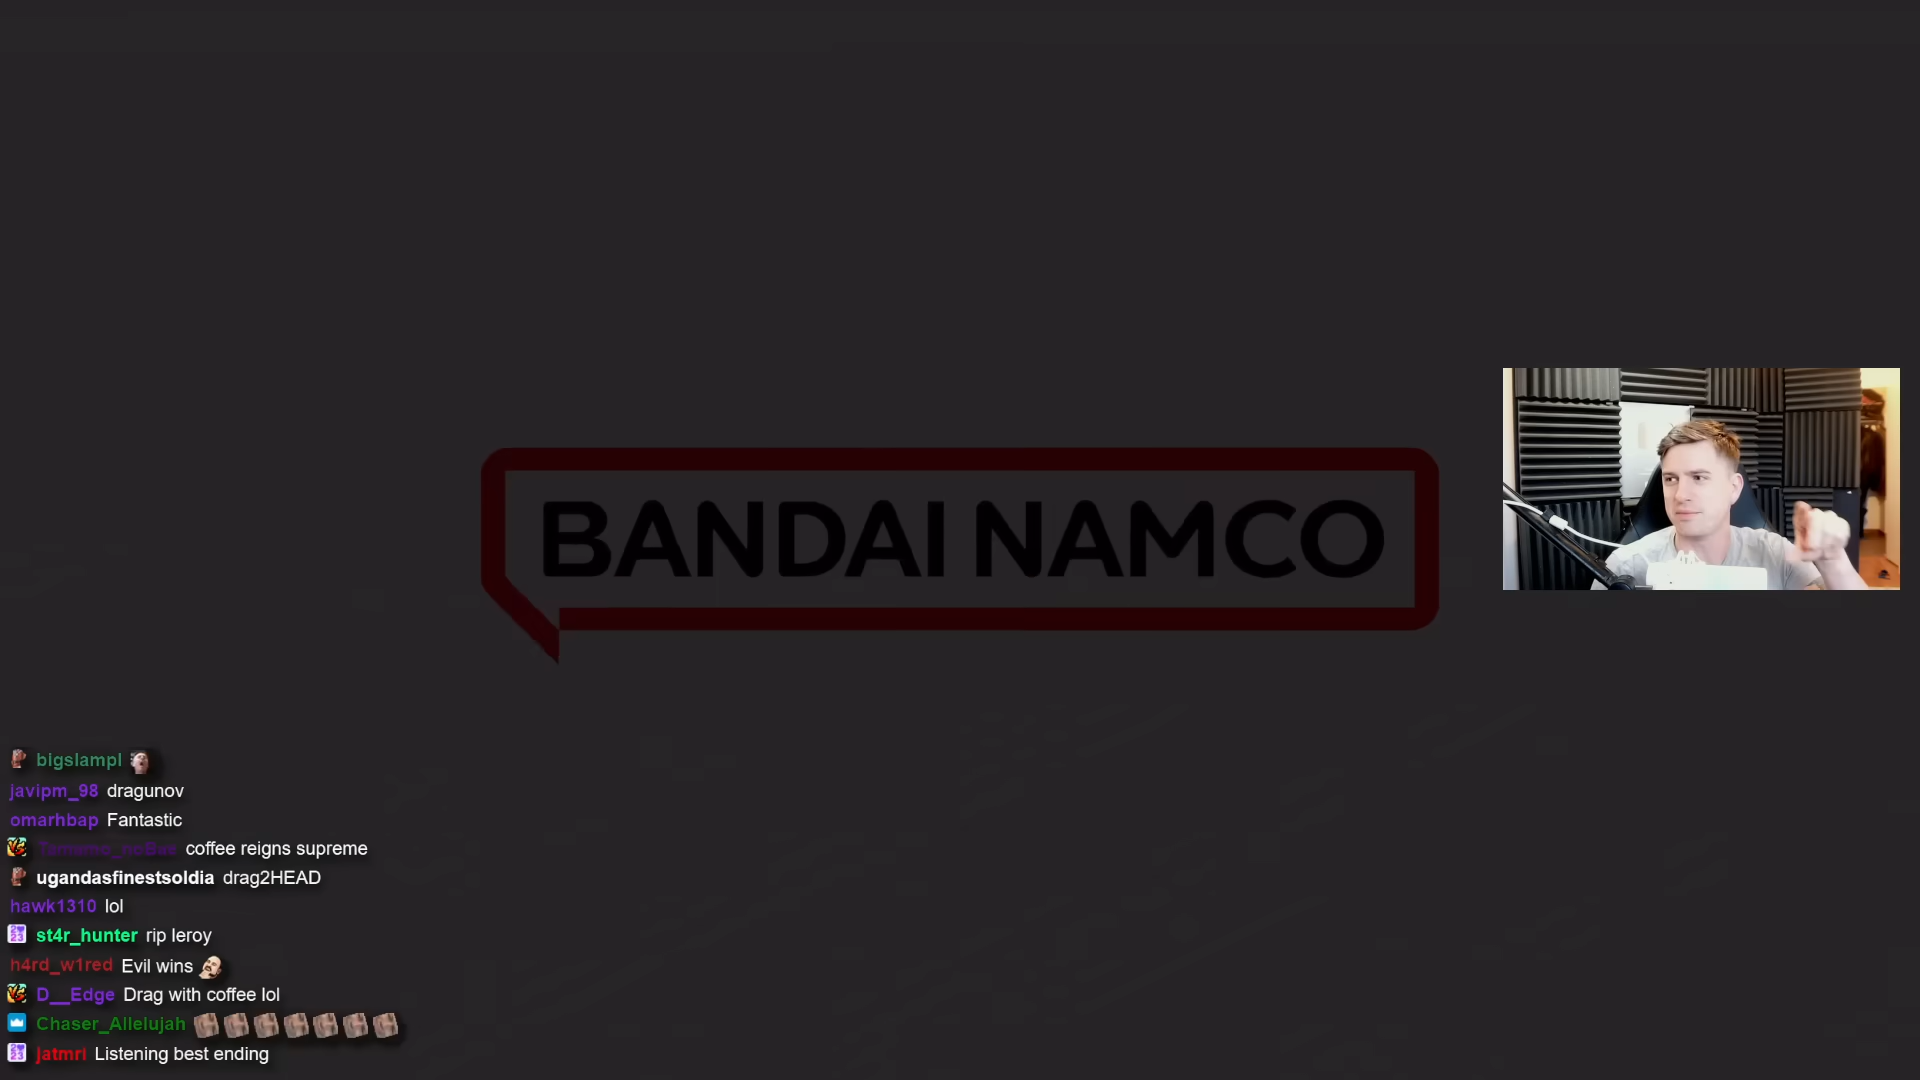 BANDAI NAMCO
bigslampl
javipm_98 dragunov
omarhbap Fantastic
Tamamo_noBae coffee reigns supreme
ugandasfinestsoldia drag2HEAD
hawk1310 lol
st4r_hunter rip leroy
h4rd_w1red Evil wins
D__Edge Drag with coffee lol
Chaser_Allelujah
jatmri Listening best ending